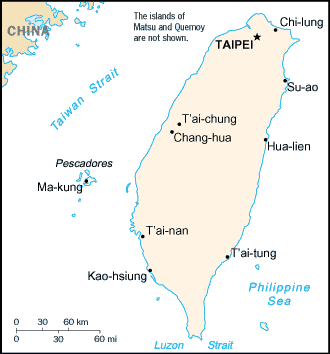 The islands of
Matsu and Quemoy
are not shown.
CHINA
Chi-lung
TAIPEI
Taiwan Strait
Su-ao
T'ai-chung
Chang-hua
Hua-lien
Pescadores
Ma-kung
T'ai-nan
T'ai-tung
Kao-hsiung
Philippine
Sea
0 30 60 km
0 30 60 mi
Luzon Strait